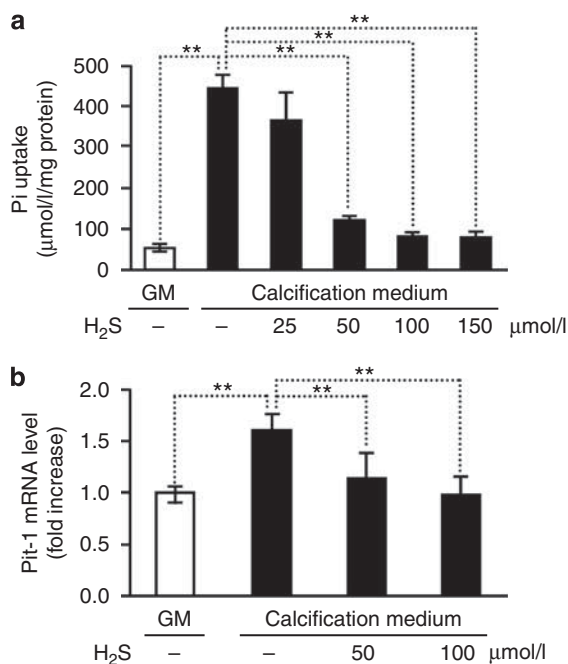 a
** ** ** **
Pi uptake
(μmol/l/mg protein)
500
400
300
200
100
0
GM Calcification medium
H₂S – – 25 50 100 150 μmol/l
b
** ** **
Pit-1 mRNA level
(fold increase)
2.0
1.5
1.0
0.5
0.0
GM Calcification medium
H₂S – – 50 100 μmol/l